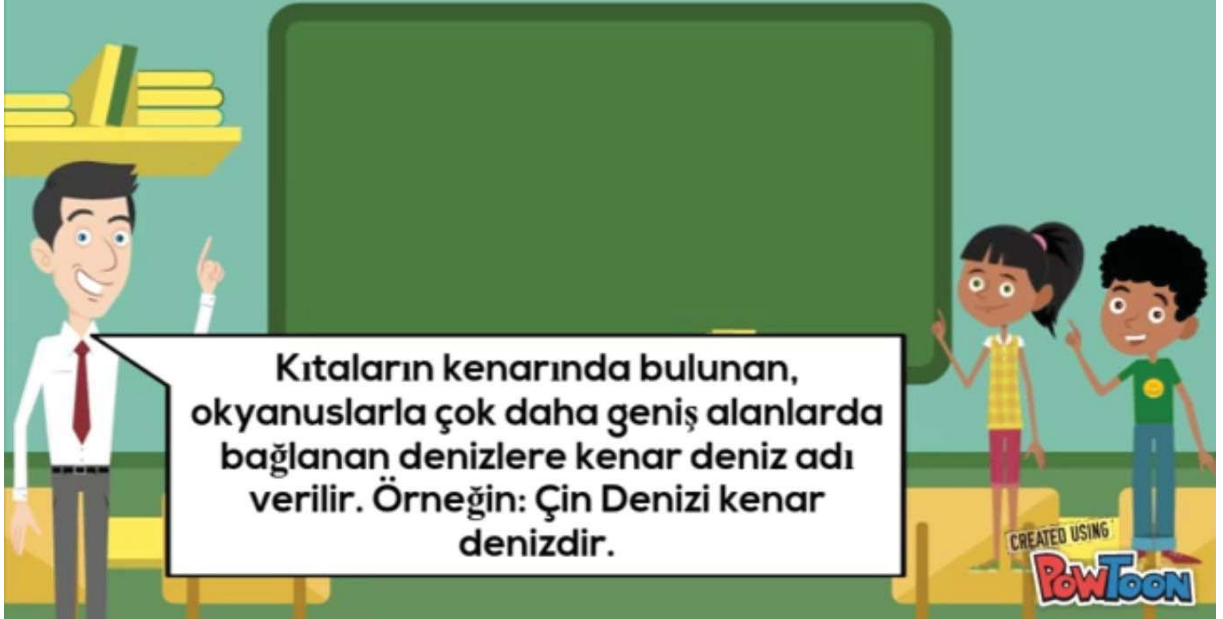 Kıtaların kenarında bulunan,
okyanuslarla çok daha geniş alanlarda
bağlanan denizlere kenar deniz adı
verilir. Örneğin: Çin Denizi kenar
denizdir.
CREATED USING
POWTOON